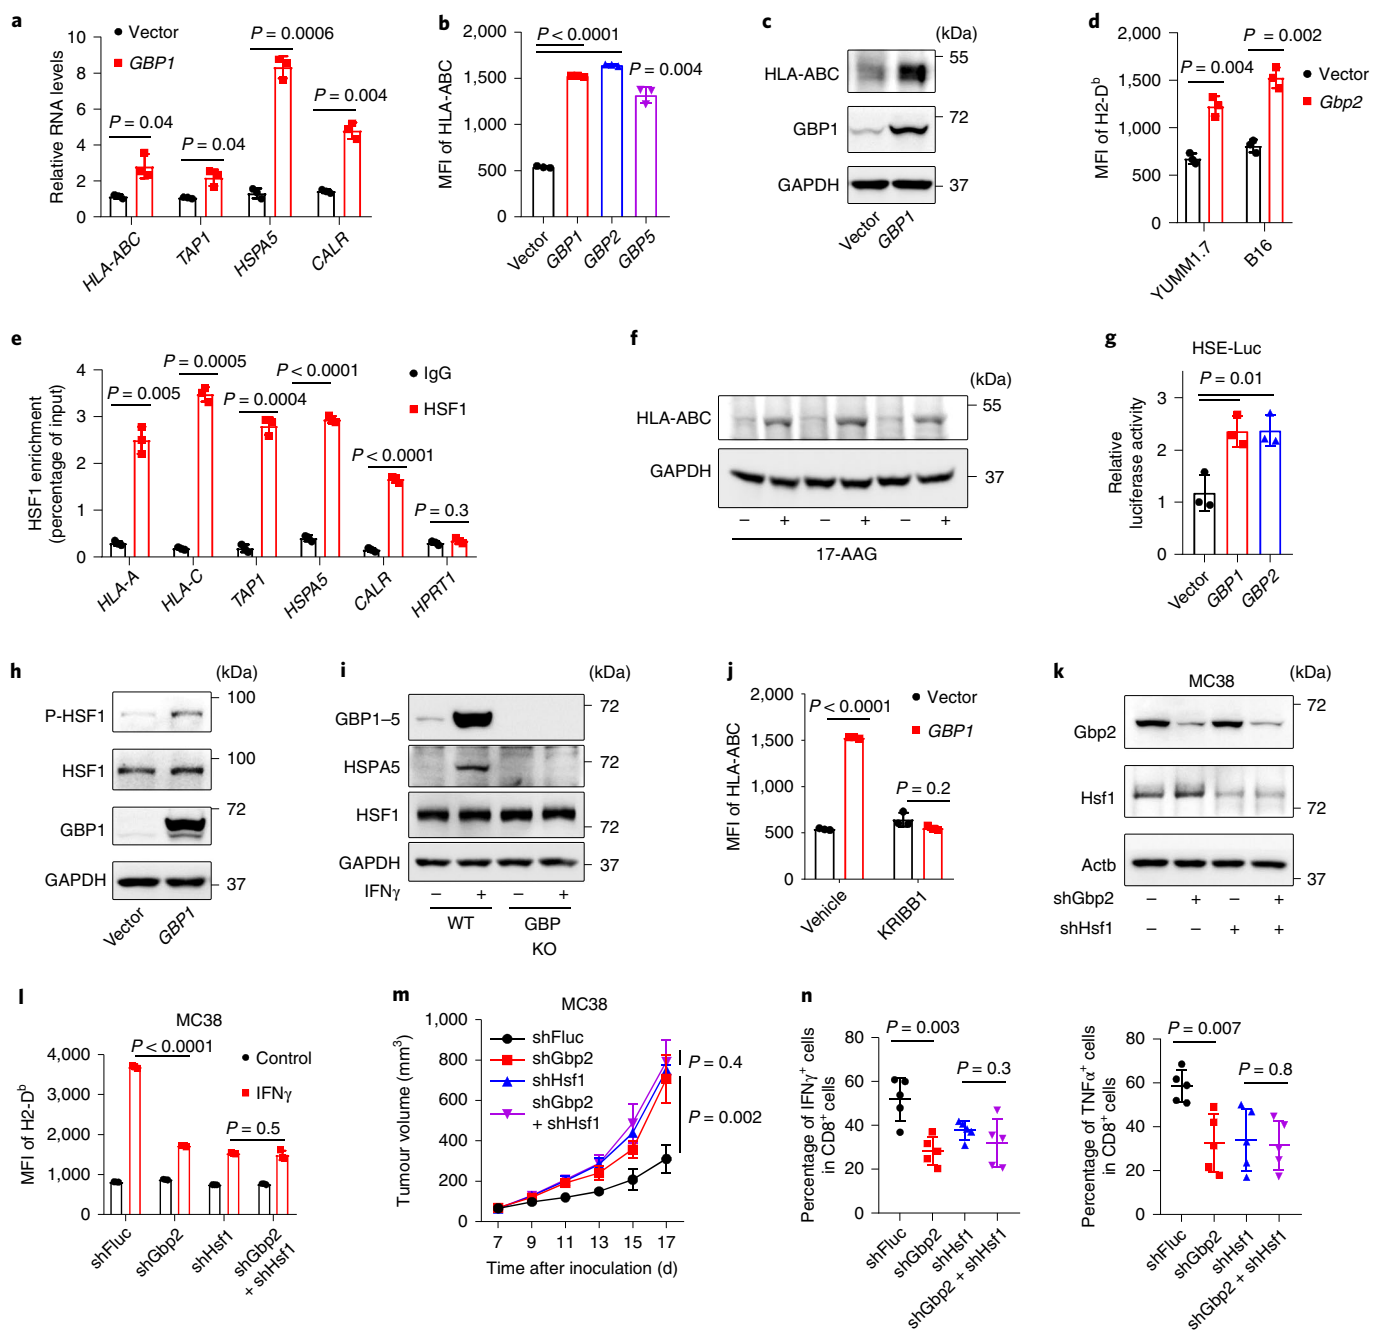 a
Relative RNA levels
10
8
6
4
2
0
Vector
GBP1
P = 0.04
P = 0.04
P = 0.0006
P = 0.004
HLA-ABC
TAP1
HSPA5
CALR
b
MFI of HLA-ABC
2,000
1,500
1,000
500
0
P < 0.0001
P = 0.004
Vector
GBP1
GBP2
GBP5
c
(kDa)
HLA-ABC
55
GBP1
72
GAPDH
37
Vector
GBP1
d
MFI of H2-Dᵇ
2,000
1,500
1,000
500
0
P = 0.002
P = 0.004
Vector
Gbp2
YUMM1.7
B16
e
HSF1 enrichment
(percentage of input)
4
3
2
1
0
P = 0.005
P = 0.0005
P = 0.0004
P < 0.0001
P < 0.0001
P = 0.3
IgG
HSF1
HLA-A
HLA-C
TAP1
HSPA5
CALR
HPRT1
f
(kDa)
HLA-ABC
55
GAPDH
37
– + – + – +
17-AAG
g
HSE-Luc
Relative
luciferase activity
3
2
1
0
P = 0.01
Vector
GBP1
GBP2
h
(kDa)
P-HSF1
100
HSF1
100
GBP1
72
GAPDH
37
Vector
GBP1
i
(kDa)
GBP1–5
72
HSPA5
72
HSF1
72
GAPDH
37
IFNγ – + – +
WT
GBP
KO
j
MFI of HLA-ABC
2,000
1,500
1,000
500
0
P < 0.0001
Vector
GBP1
P = 0.2
Vehicle
KRIBB1
k
(kDa)
MC38
Gbp2
72
Hsf1
72
Actb
37
shGbp2 – + – +
shHsf1 – – + +
l
MC38
MFI of H2-Dᵇ
4,000
3,000
2,000
1,000
0
P < 0.0001
Control
IFNγ
P = 0.5
shFluc
shGbp2
shHsf1
shGbp2
+ shHsf1
m
MC38
Tumour volume (mm³)
1,000
800
600
400
200
0
shFluc
shGbp2
shHsf1
shGbp2
+ shHsf1
P = 0.4
P = 0.002
7 9 11 13 15 17
Time after inoculation (d)
n
Percentage of IFNγ⁺ cells
in CD8⁺ cells
80
60
40
20
0
P = 0.003
P = 0.3
shFluc
shGbp2
shHsf1
shGbp2 + shHsf1
Percentage of TNFα⁺ cells
in CD8⁺ cells
80
60
40
20
0
P = 0.007
P = 0.8
shFluc
shGbp2
shHsf1
shGbp2 + shHsf1